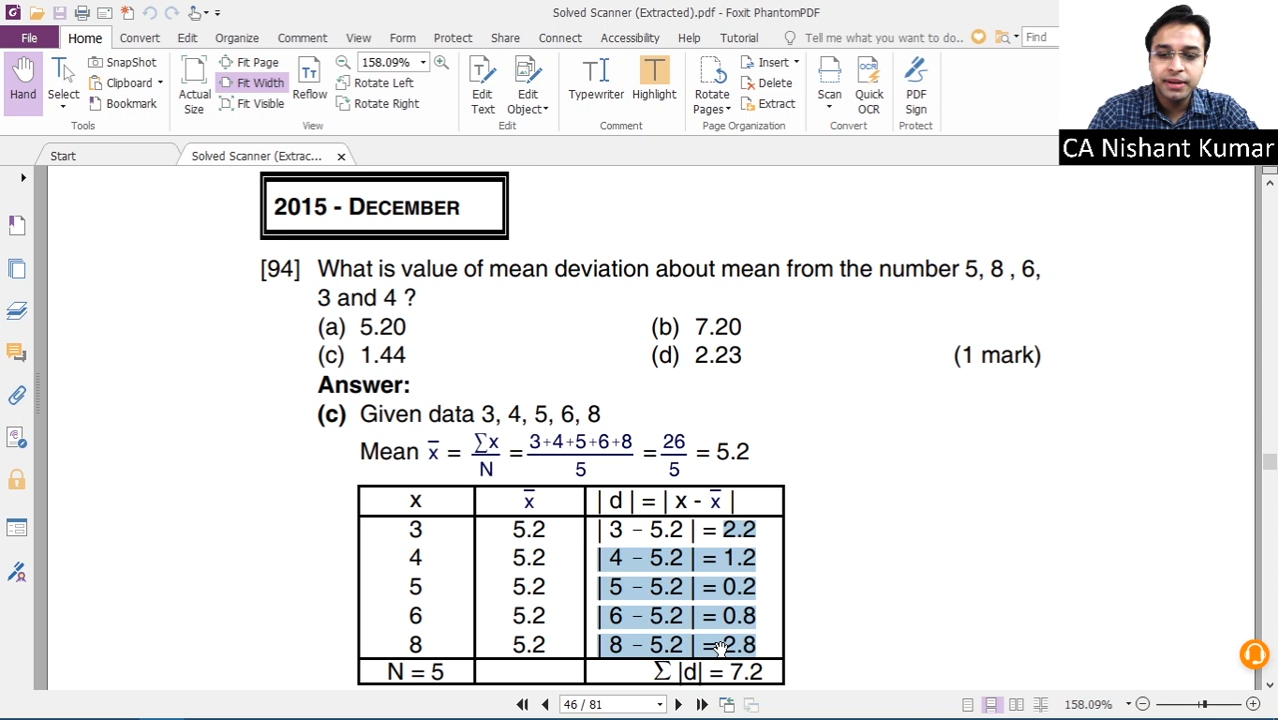 Solved Scanner (Extracted).pdf - Foxit PhantomPDF
File Home Convert Edit Organize Comment View Form Protect Share Connect Accessibility Help Tutorial Tell me what you want to do.. Find
Hand
Select
SnapShot
Clipboard
Bookmark
Tools
Actual Size
Fit Page
Fit Width
Fit Visible
Reflow
158.09%
Rotate Left
Rotate Right
View
Edit Text
Edit Object
Edit
Typewriter
Highlight
Comment
Rotate Pages
Insert
Delete
Extract
Page Organization
Scan
Quick OCR
Convert
PDF Sign
Protect
Start
Solved Scanner (Extrac...
CA Nishant Kumar
2015 - DECEMBER
[94] What is value of mean deviation about mean from the number 5, 8 , 6,
3 and 4 ?
(a) 5.20 (b) 7.20
(c) 1.44 (d) 2.23 (1 mark)
Answer:
(c) Given data 3, 4, 5, 6, 8
Mean x̄ = ∑x/N = 3+4+5+6+8/5 = 26/5 = 5.2
x x̄ | d | = | x - x̄ |
3 5.2 | 3 − 5.2 | = 2.2
4 5.2 | 4 − 5.2 | = 1.2
5 5.2 | 5 − 5.2 | = 0.2
6 5.2 | 6 − 5.2 | = 0.8
8 5.2 | 8 − 5.2 | = 2.8
N = 5 ∑ |d| = 7.2
46 / 81
158.09%